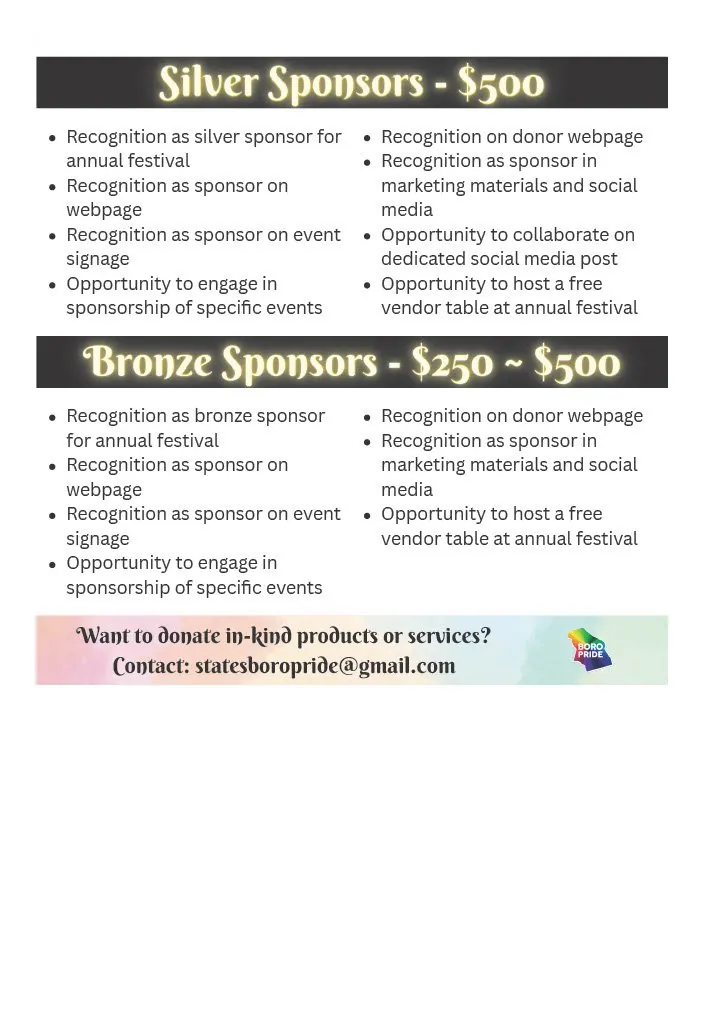 Silver Sponsors - $500
• Recognition as silver sponsor for
annual festival
• Recognition as sponsor on
webpage
• Recognition as sponsor on event
signage
• Opportunity to engage in
sponsorship of specific events
• Recognition on donor webpage
• Recognition as sponsor in
marketing materials and social
media
• Opportunity to collaborate on
dedicated social media post
• Opportunity to host a free
vendor table at annual festival
Bronze Sponsors - $250 ~ $500
• Recognition as bronze sponsor
for annual festival
• Recognition as sponsor on
webpage
• Recognition as sponsor on event
signage
• Opportunity to engage in
sponsorship of specific events
• Recognition on donor webpage
• Recognition as sponsor in
marketing materials and social
media
• Opportunity to host a free
vendor table at annual festival
Want to donate in-kind products or services?
Contact: statesboropride@gmail.com
BORO
PRIDE